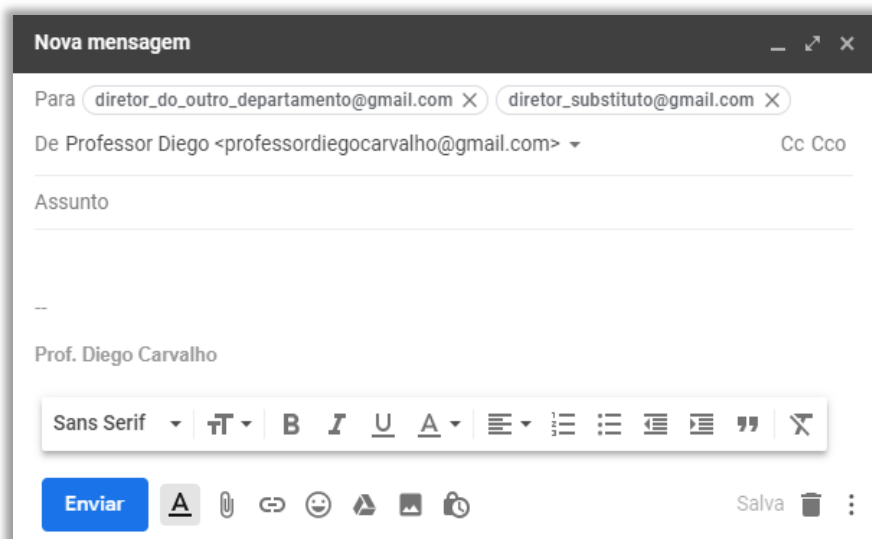 Nova mensagem
Para diretor_do_outro_departamento@gmail.com diretor_substituto@gmail.com
De Professor Diego <professordiegocarvalho@gmail.com> Cc Cco
Assunto
--
Prof. Diego Carvalho
Sans Serif
Enviar Salva